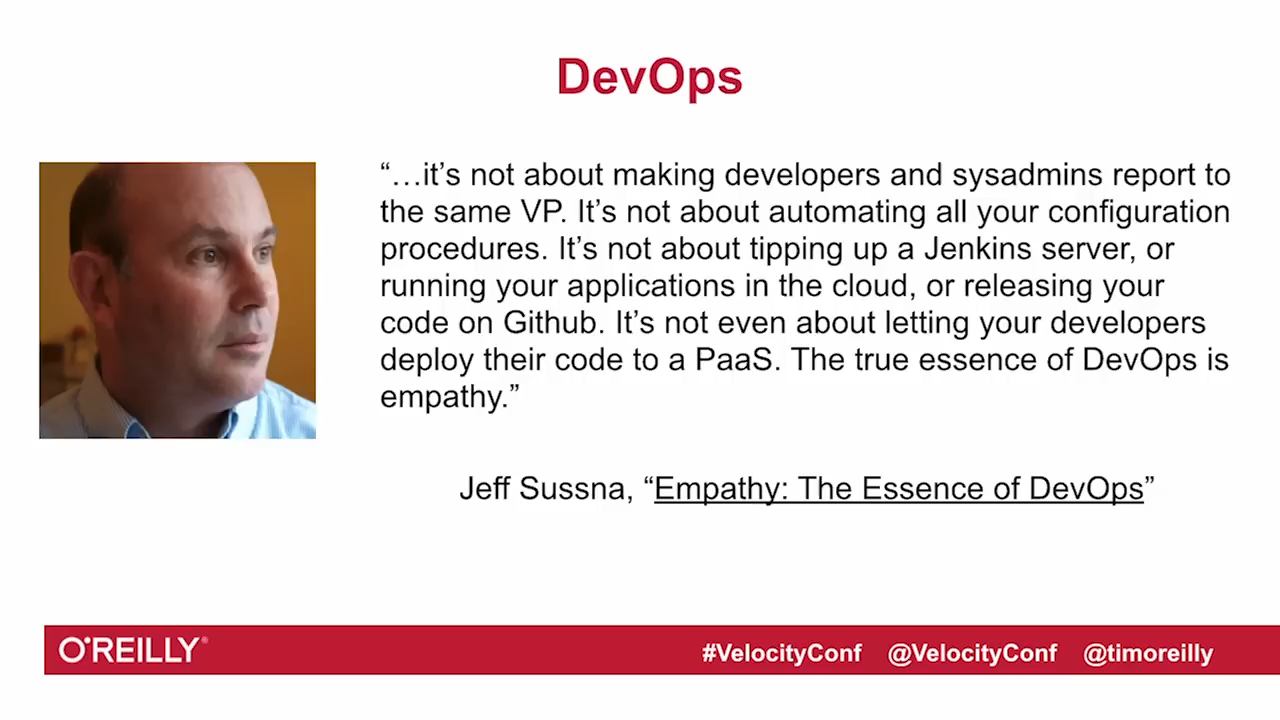 DevOps
“…it’s not about making developers and sysadmins report to
the same VP. It’s not about automating all your configuration
procedures. It’s not about tipping up a Jenkins server, or
running your applications in the cloud, or releasing your
code on Github. It’s not even about letting your developers
deploy their code to a PaaS. The true essence of DevOps is
empathy.”
Jeff Sussna, “Empathy: The Essence of DevOps”
O'REILLY® #VelocityConf @VelocityConf @timoreilly